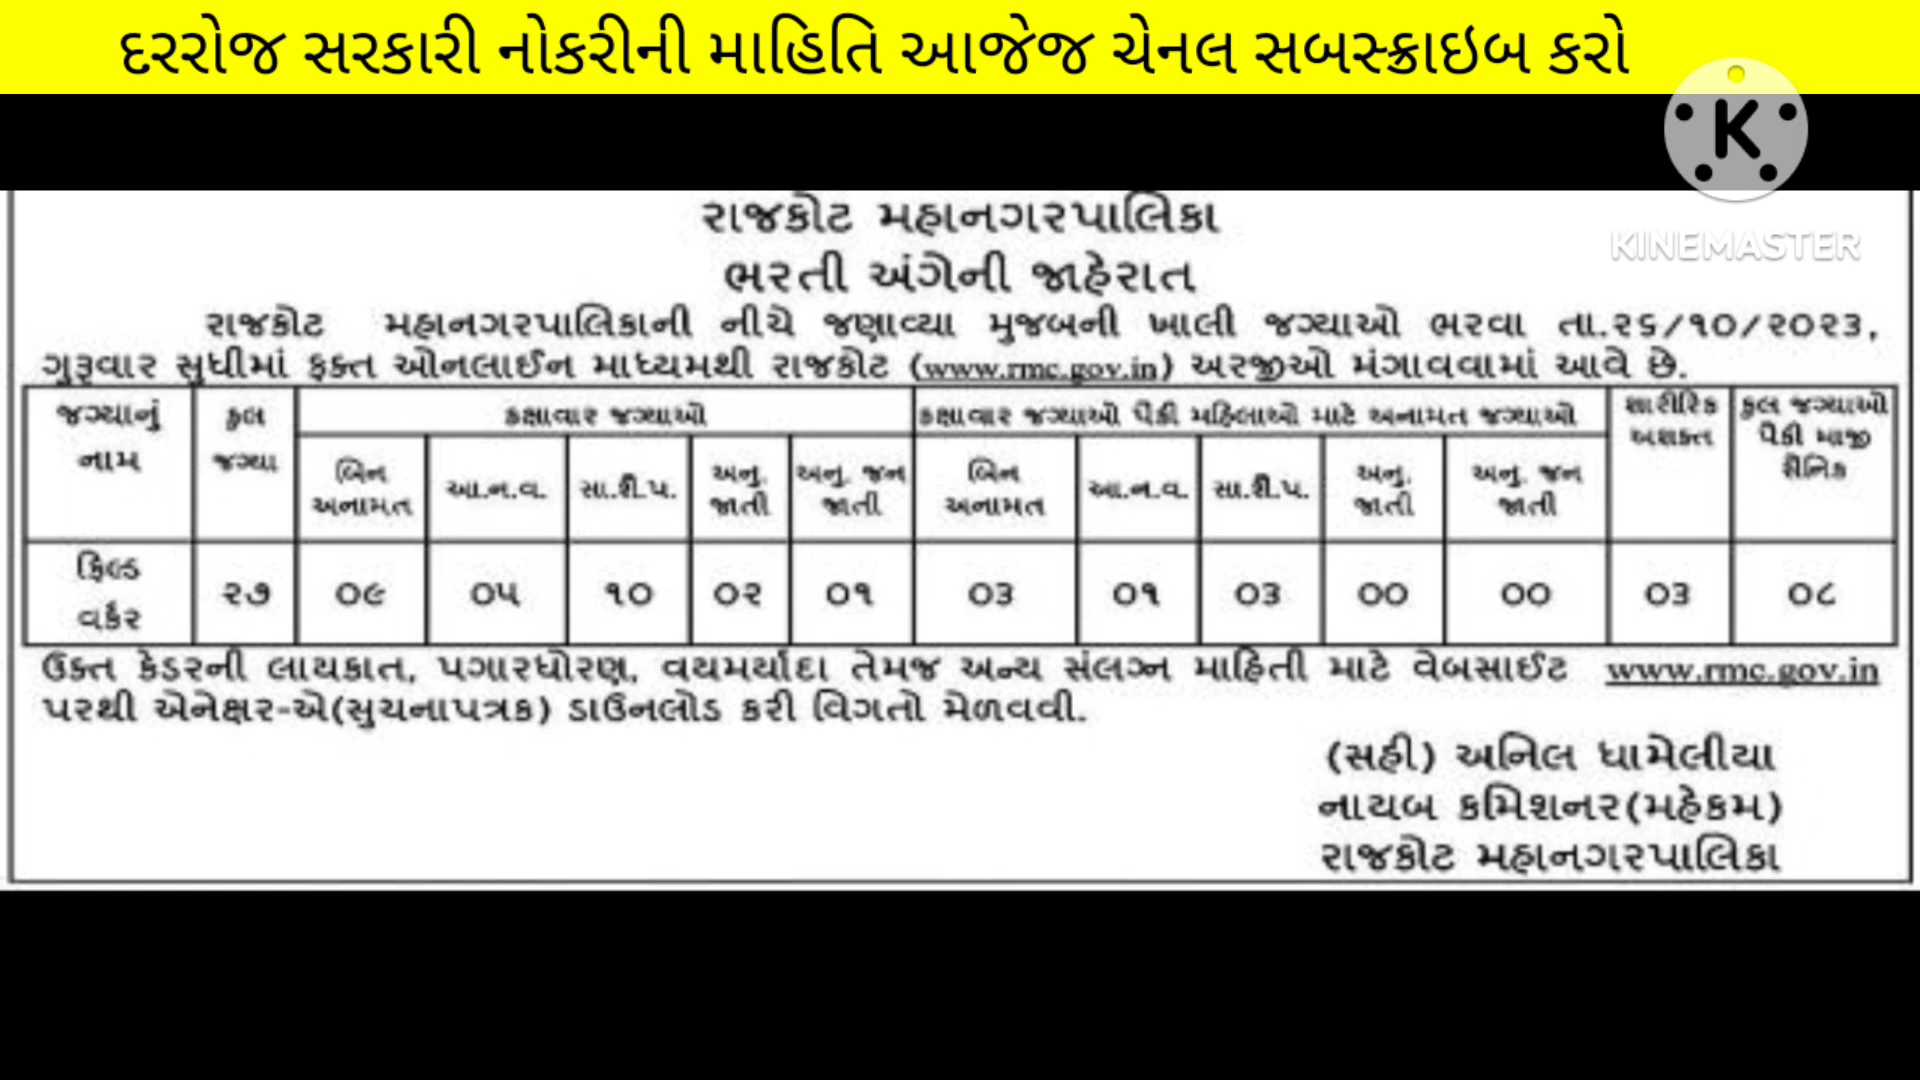 દરરોજ સરકારી નોકરીની માહિતિ આજેજ ચેનલ સબસ્ક્રાઇબ કરો
K
KINEMASTER
રાજકોટ મહાનગરપાલિકા
ભરતી અંગેની જાહેરાત
રાજકોટ મહાનગરપાલિકાની નીચે જણાવ્યા મુજબની ખાલી જગ્યાઓ ભરવા તા.૨૬/૧૦/૨૦૨૩,
ગુરૂવાર સુધીમાં ફક્ત ઓનલાઈન માધ્યમથી રાજકોટ (www.rmc.gov.in) અરજીઓ મંગાવવામાં આવે છે.
જગ્યાનું નામ
કુલ જગ્યા
કક્ષાવાર જગ્યાઓ
કક્ષાવાર જગ્યાઓ પૈકી મહિલાઓ માટે અનામત જગ્યાઓ
શારીરિક અશક્ત
કુલ જગ્યાઓ પૈકી માજી સૈનિક
બિન અનામત આ.ન.વ. સા.શૈ.પ. અનુ. જાતી અનુ. જન જાતી બિન અનામત આ.ન.વ. સા.શૈ.પ. અનુ. જાતી અનુ. જન જાતી
ફિલ્ડ વર્કર ૨૭ ૦૯ ૦૫ ૧૦ ૦૨ ૦૧ ૦૩ ૦૧ ૦૩ ૦૦ ૦૦ ૦૩ ૦૮
ઉક્ત કેડરની લાયકાત, પગારધોરણ, વયમર્યાદા તેમજ અન્ય સંલગ્ન માહિતી માટે વેબસાઈટ www.rmc.gov.in
પરથી એનેક્ષર-એ(સુચનાપત્રક) ડાઉનલોડ કરી વિગતો મેળવવી.
(સહી) અનિલ ધામેલીયા
નાયબ કમિશનર(મહેકમ)
રાજકોટ મહાનગરપાલિકા